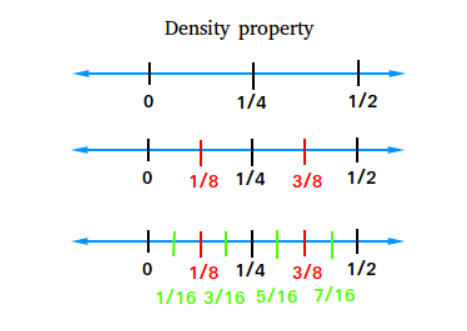 Density property
0 1/4 1/2
0 1/8 1/4 3/8 1/2
0 1/8 1/4 3/8 1/2
1/16 3/16 5/16 7/16